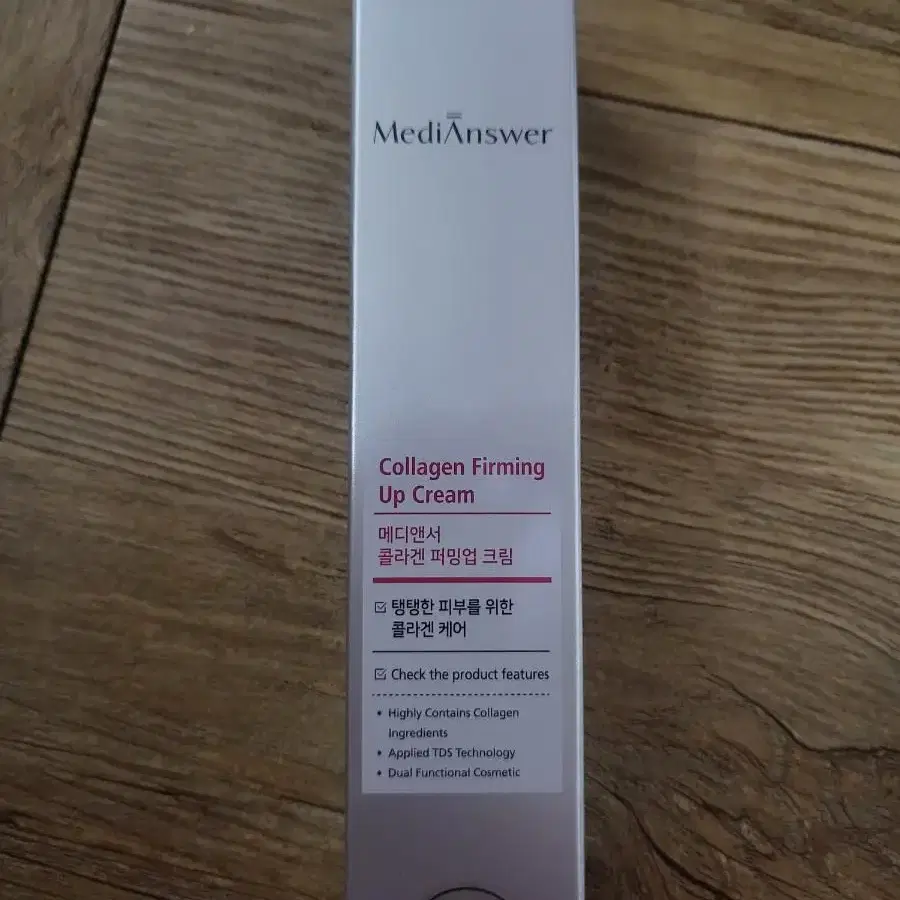 MediAnswer
Collagen Firming
Up Cream
메디앤서
콜라겐 퍼밍업 크림
탱탱한 피부를 위한
콜라겐 케어
Check the product features
• Highly Contains Collagen
Ingredients
• Applied TDS Technology
• Dual Functional Cosmetic